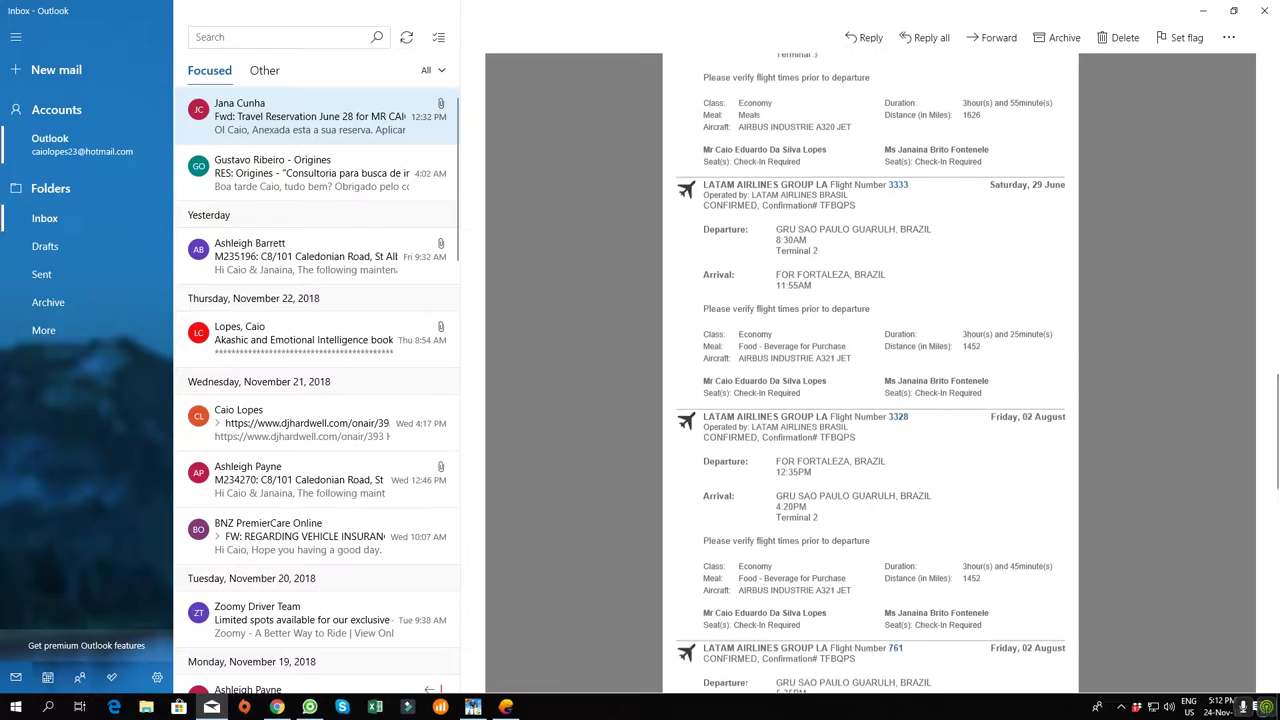 Inbox - Outlook
New mail
Accounts
Outlook
caiolopes23@hotmail.com
Folders
Inbox
Drafts
Sent
Archive
More
Get premium Outlook features
Search
Focused Other All
JC Jana Cunha
Fwd: Travel Reservation June 28 for MR CAI 12:32 PM
OI Caio, Anexada esta a sua reserva. Aplicar
GO Gustavo Ribeiro - Origines
RES: Origines - "Consultoria para busca de ir 4:02 AM
Boa tarde Caio, tudo bem? Obrigado pelo c
Yesterday
AB Ashleigh Barrett
M235196: C8/101 Caledonian Road, St Alb Fri 9:32 AM
Hi Caio & Janaina, The following mainten
Thursday, November 22, 2018
LC Lopes, Caio
Akashic and Emotional intelligence book Thu 8:54 AM
******************************************
Wednesday, November 21, 2018
CL Caio Lopes
> https://www.djhardwell.com/onair/393. Wed 4:17 PM
https://www.djhardwell.com/onair/393 H
AP Ashleigh Payne
M234270: C8/101 Caledonian Road, St Wed 12:46 PM
Hi Caio & Janaina, The following maint
BO BNZ PremierCare Online
> FW: REGARDING VEHICLE INSURAN Wed 10:07 AM
Hi Caio, Hope you having a good day.
Tuesday, November 20, 2018
ZT Zoomy Driver Team
Limited spots available for our exclusive Tue 9:38 AM
Zoomy - A Better Way to Ride | View Onl
Monday, November 19, 2018
Ashleigh Payne
Reply Reply all Forward Archive Delete Set flag
Terminal 3
Please verify flight times prior to departure
Class: Economy Duration: 3hour(s) and 55minute(s)
Meal: Meals Distance (in Miles): 1626
Aircraft: AIRBUS INDUSTRIE A320 JET
Mr Caio Eduardo Da Silva Lopes Ms Janaina Brito Fontenele
Seat(s): Check-In Required Seat(s): Check-In Required
LATAM AIRLINES GROUP LA Flight Number 3333 Saturday, 29 June
Operated by: LATAM AIRLINES BRASIL
CONFIRMED, Confirmation# TFBQPS
Departure: GRU SAO PAULO GUARULH, BRAZIL
8:30AM
Terminal 2
Arrival: FOR FORTALEZA, BRAZIL
11:55AM
Please verify flight times prior to departure
Class: Economy Duration: 3hour(s) and 25minute(s)
Meal: Food - Beverage for Purchase Distance (in Miles): 1452
Aircraft: AIRBUS INDUSTRIE A321 JET
Mr Caio Eduardo Da Silva Lopes Ms Janaina Brito Fontenele
Seat(s): Check-In Required Seat(s): Check-In Required
LATAM AIRLINES GROUP LA Flight Number 3328 Friday, 02 August
Operated by: LATAM AIRLINES BRASIL
CONFIRMED, Confirmation# TFBQPS
Departure: FOR FORTALEZA, BRAZIL
12:35PM
Arrival: GRU SAO PAULO GUARULH, BRAZIL
4:20PM
Terminal 2
Please verify flight times prior to departure
Class: Economy Duration: 3hour(s) and 45minute(s)
Meal: Food - Beverage for Purchase Distance (in Miles): 1452
Aircraft: AIRBUS INDUSTRIE A321 JET
Mr Caio Eduardo Da Silva Lopes Ms Janaina Brito Fontenele
Seat(s): Check-In Required Seat(s): Check-In Required
LATAM AIRLINES GROUP LA Flight Number 761 Friday, 02 August
CONFIRMED, Confirmation# TFBQPS
Departure: GRU SAO PAULO GUARULH, BRAZIL
ENG 5:12 PM
US 24-Nov-